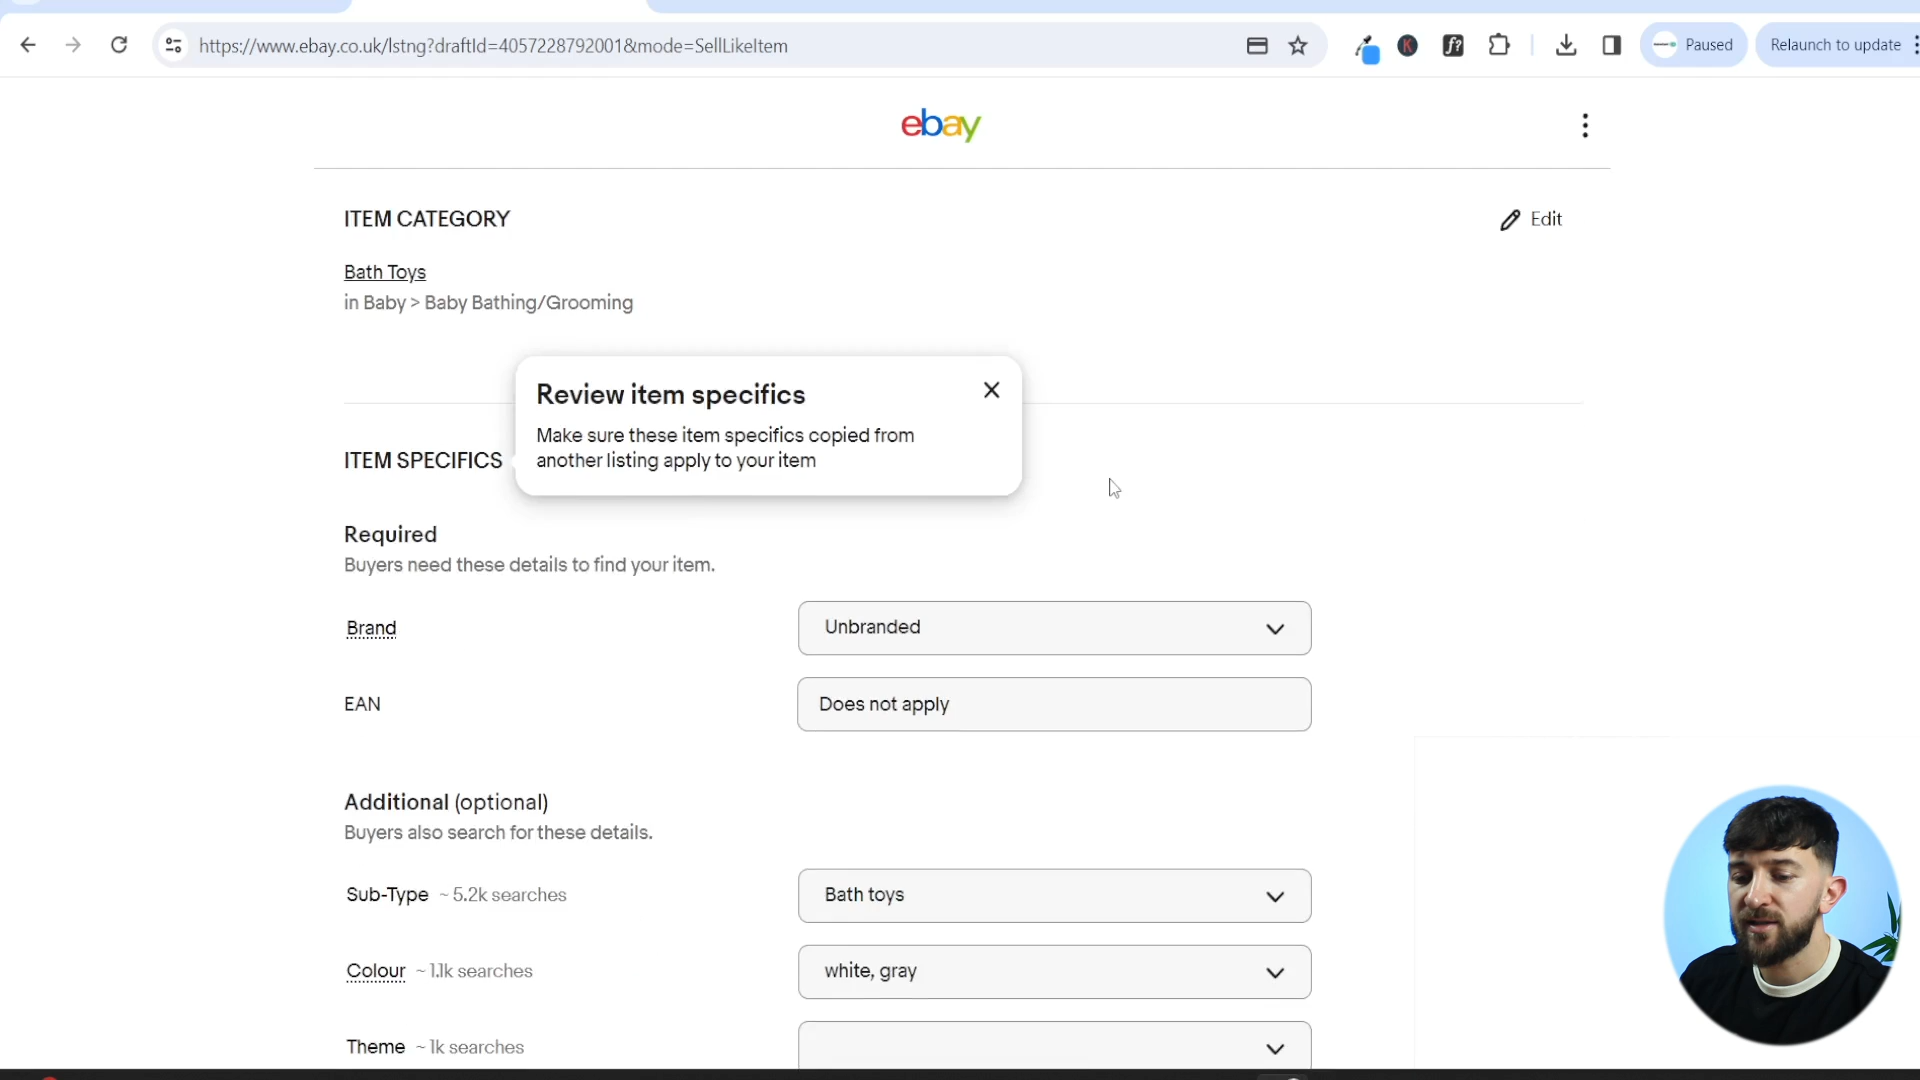 https://www.ebay.co.uk/lstng?draftId=4057228792001&mode=SellLikeItem
K
f?
Paused
Relaunch to update
ebay
ITEM CATEGORY
Edit
Bath Toys
in Baby > Baby Bathing/Grooming
Review item specifics
Make sure these item specifics copied from
another listing apply to your item
ITEM SPECIFICS
Required
Buyers need these details to find your item.
Brand
Unbranded
EAN
Does not apply
Additional (optional)
Buyers also search for these details.
Sub-Type ~ 5.2k searches
Bath toys
Colour ~ 1.1k searches
white, gray
Theme ~ 1k searches